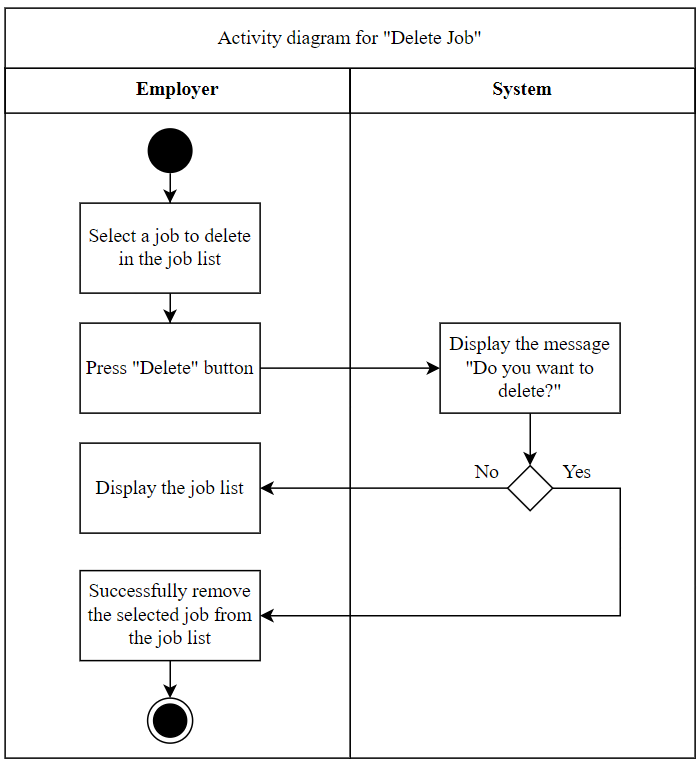 Activity diagram for "Delete Job"
Employer
System
Select a job to delete
in the job list
Press "Delete" button
Display the message
"Do you want to
delete?"
No
Yes
Display the job list
Successfully remove
the selected job from
the job list